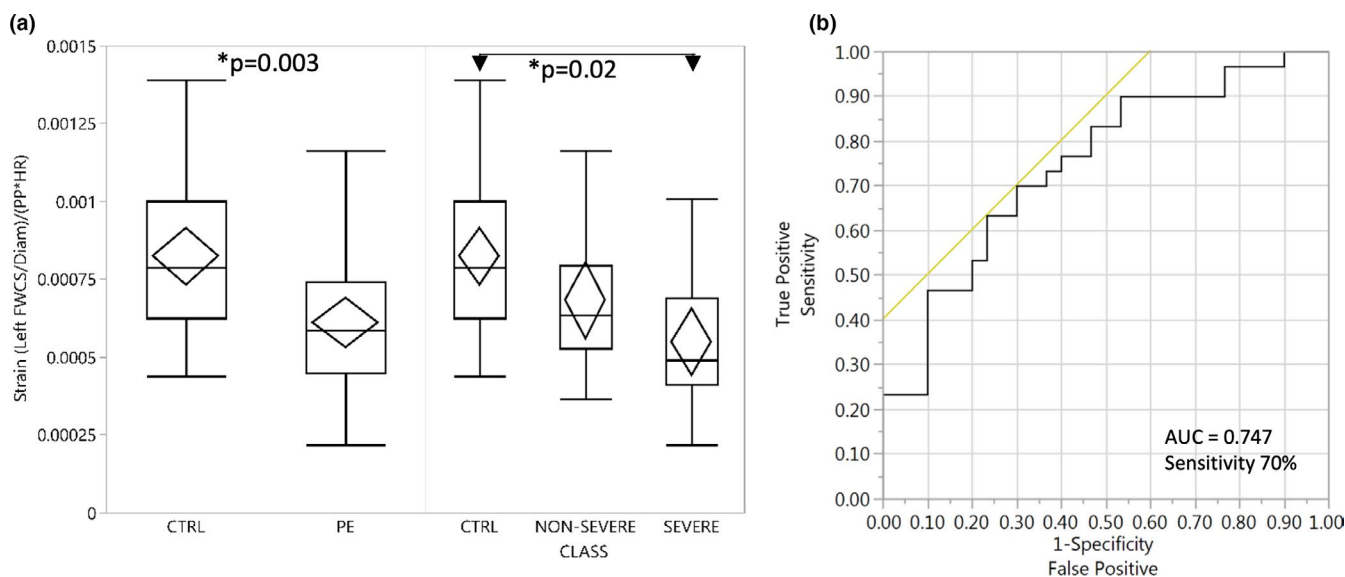 (a)
0.0015
0.00125
0.001
0.00075
0.0005
0.00025
0
Strain (Left FWCS/Diam)/(PP*HR)
*p=0.003
*p=0.02
CTRL PE CTRL NON-SEVERE SEVERE
CLASS
(b)
1.00
0.90
0.80
0.70
0.60
0.50
0.40
0.30
0.20
0.10
0.00
True Positive
Sensitivity
AUC = 0.747
Sensitivity 70%
0.00 0.10 0.20 0.30 0.40 0.50 0.60 0.70 0.80 0.90 1.00
1-Specificity
False Positive